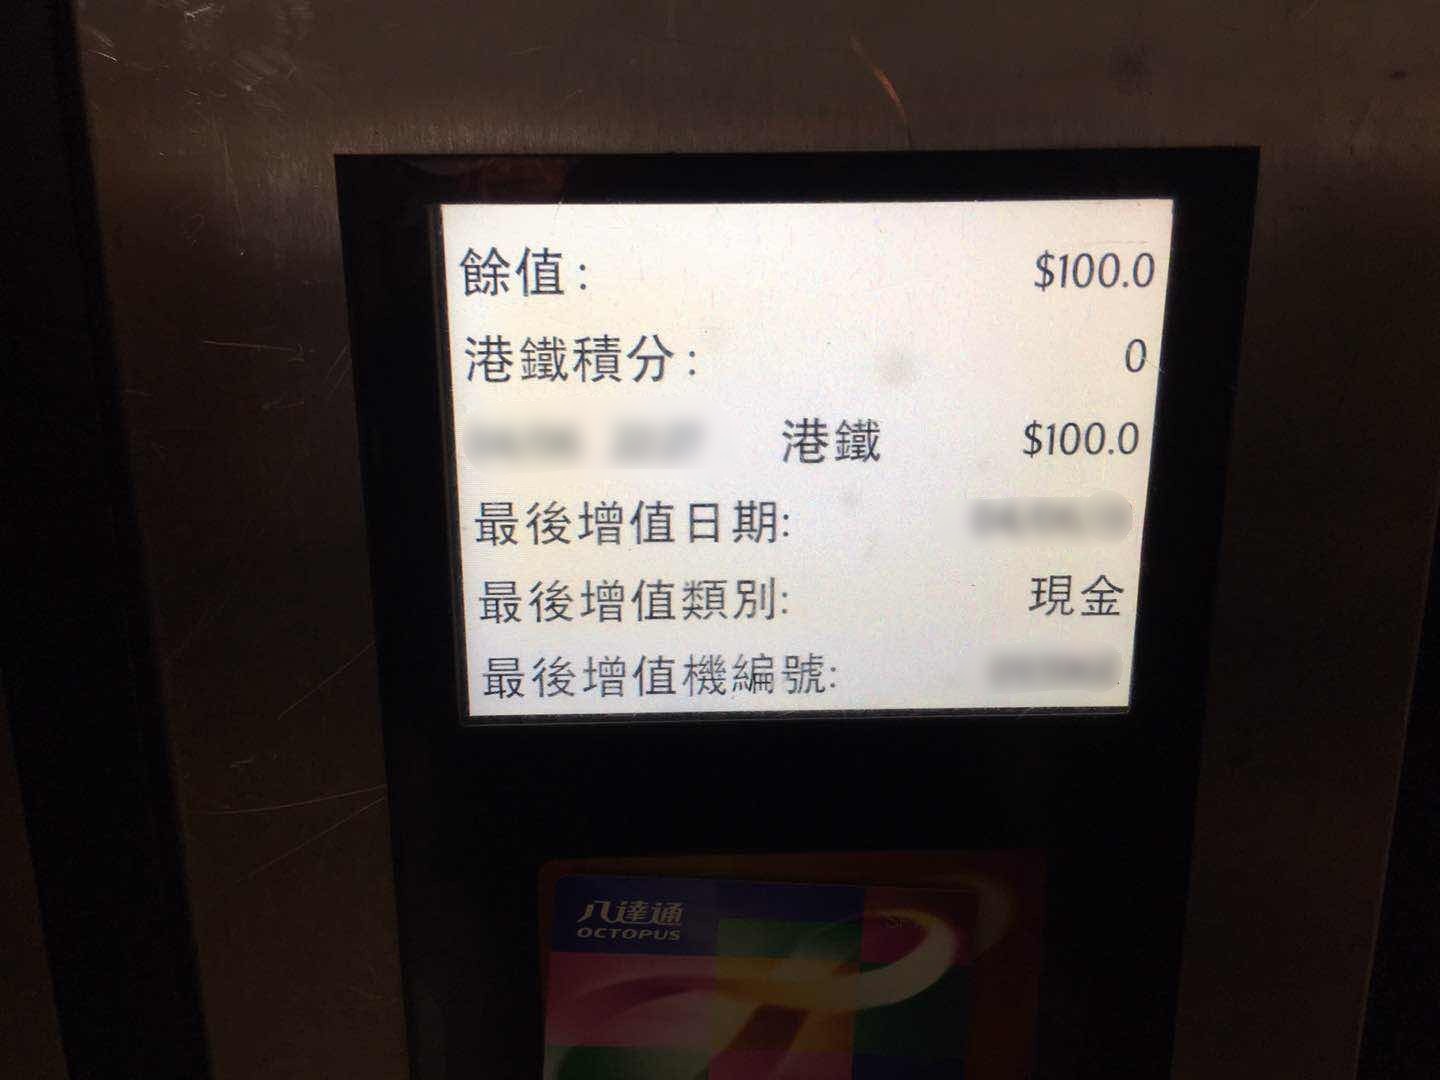 餘值: $100.0
港鐵積分: 0
港鐵 $100.0
最後增值日期:
最後增值類別: 現金
最後增值機編號:
八達通
OCTOPUS